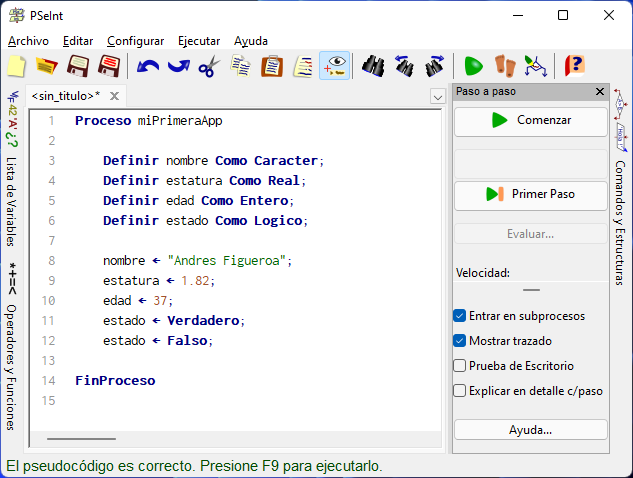 PSeInt
Archivo Editar Configurar Ejecutar Ayuda
<sin_titulo>* X
Paso a paso
Lista de Variables
*+=<
Operadores y Funciones
1 Proceso miPrimeraApp
2
3 Definir nombre Como Caracter;
4 Definir estatura Como Real;
5 Definir edad Como Entero;
6 Definir estado Como Logico;
7
8 nombre ← "Andres Figueroa";
9 estatura ← 1.82;
10 edad ← 37;
11 estado ← Verdadero;
12 estado ← Falso;
13
14 FinProceso
15
Comenzar
Primer Paso
Evaluar...
Velocidad:
Entrar en subprocesos
Mostrar trazado
Prueba de Escritorio
Explicar en detalle c/paso
Ayuda...
Comandos y Estructuras
El pseudocódigo es correcto. Presione F9 para ejecutarlo.